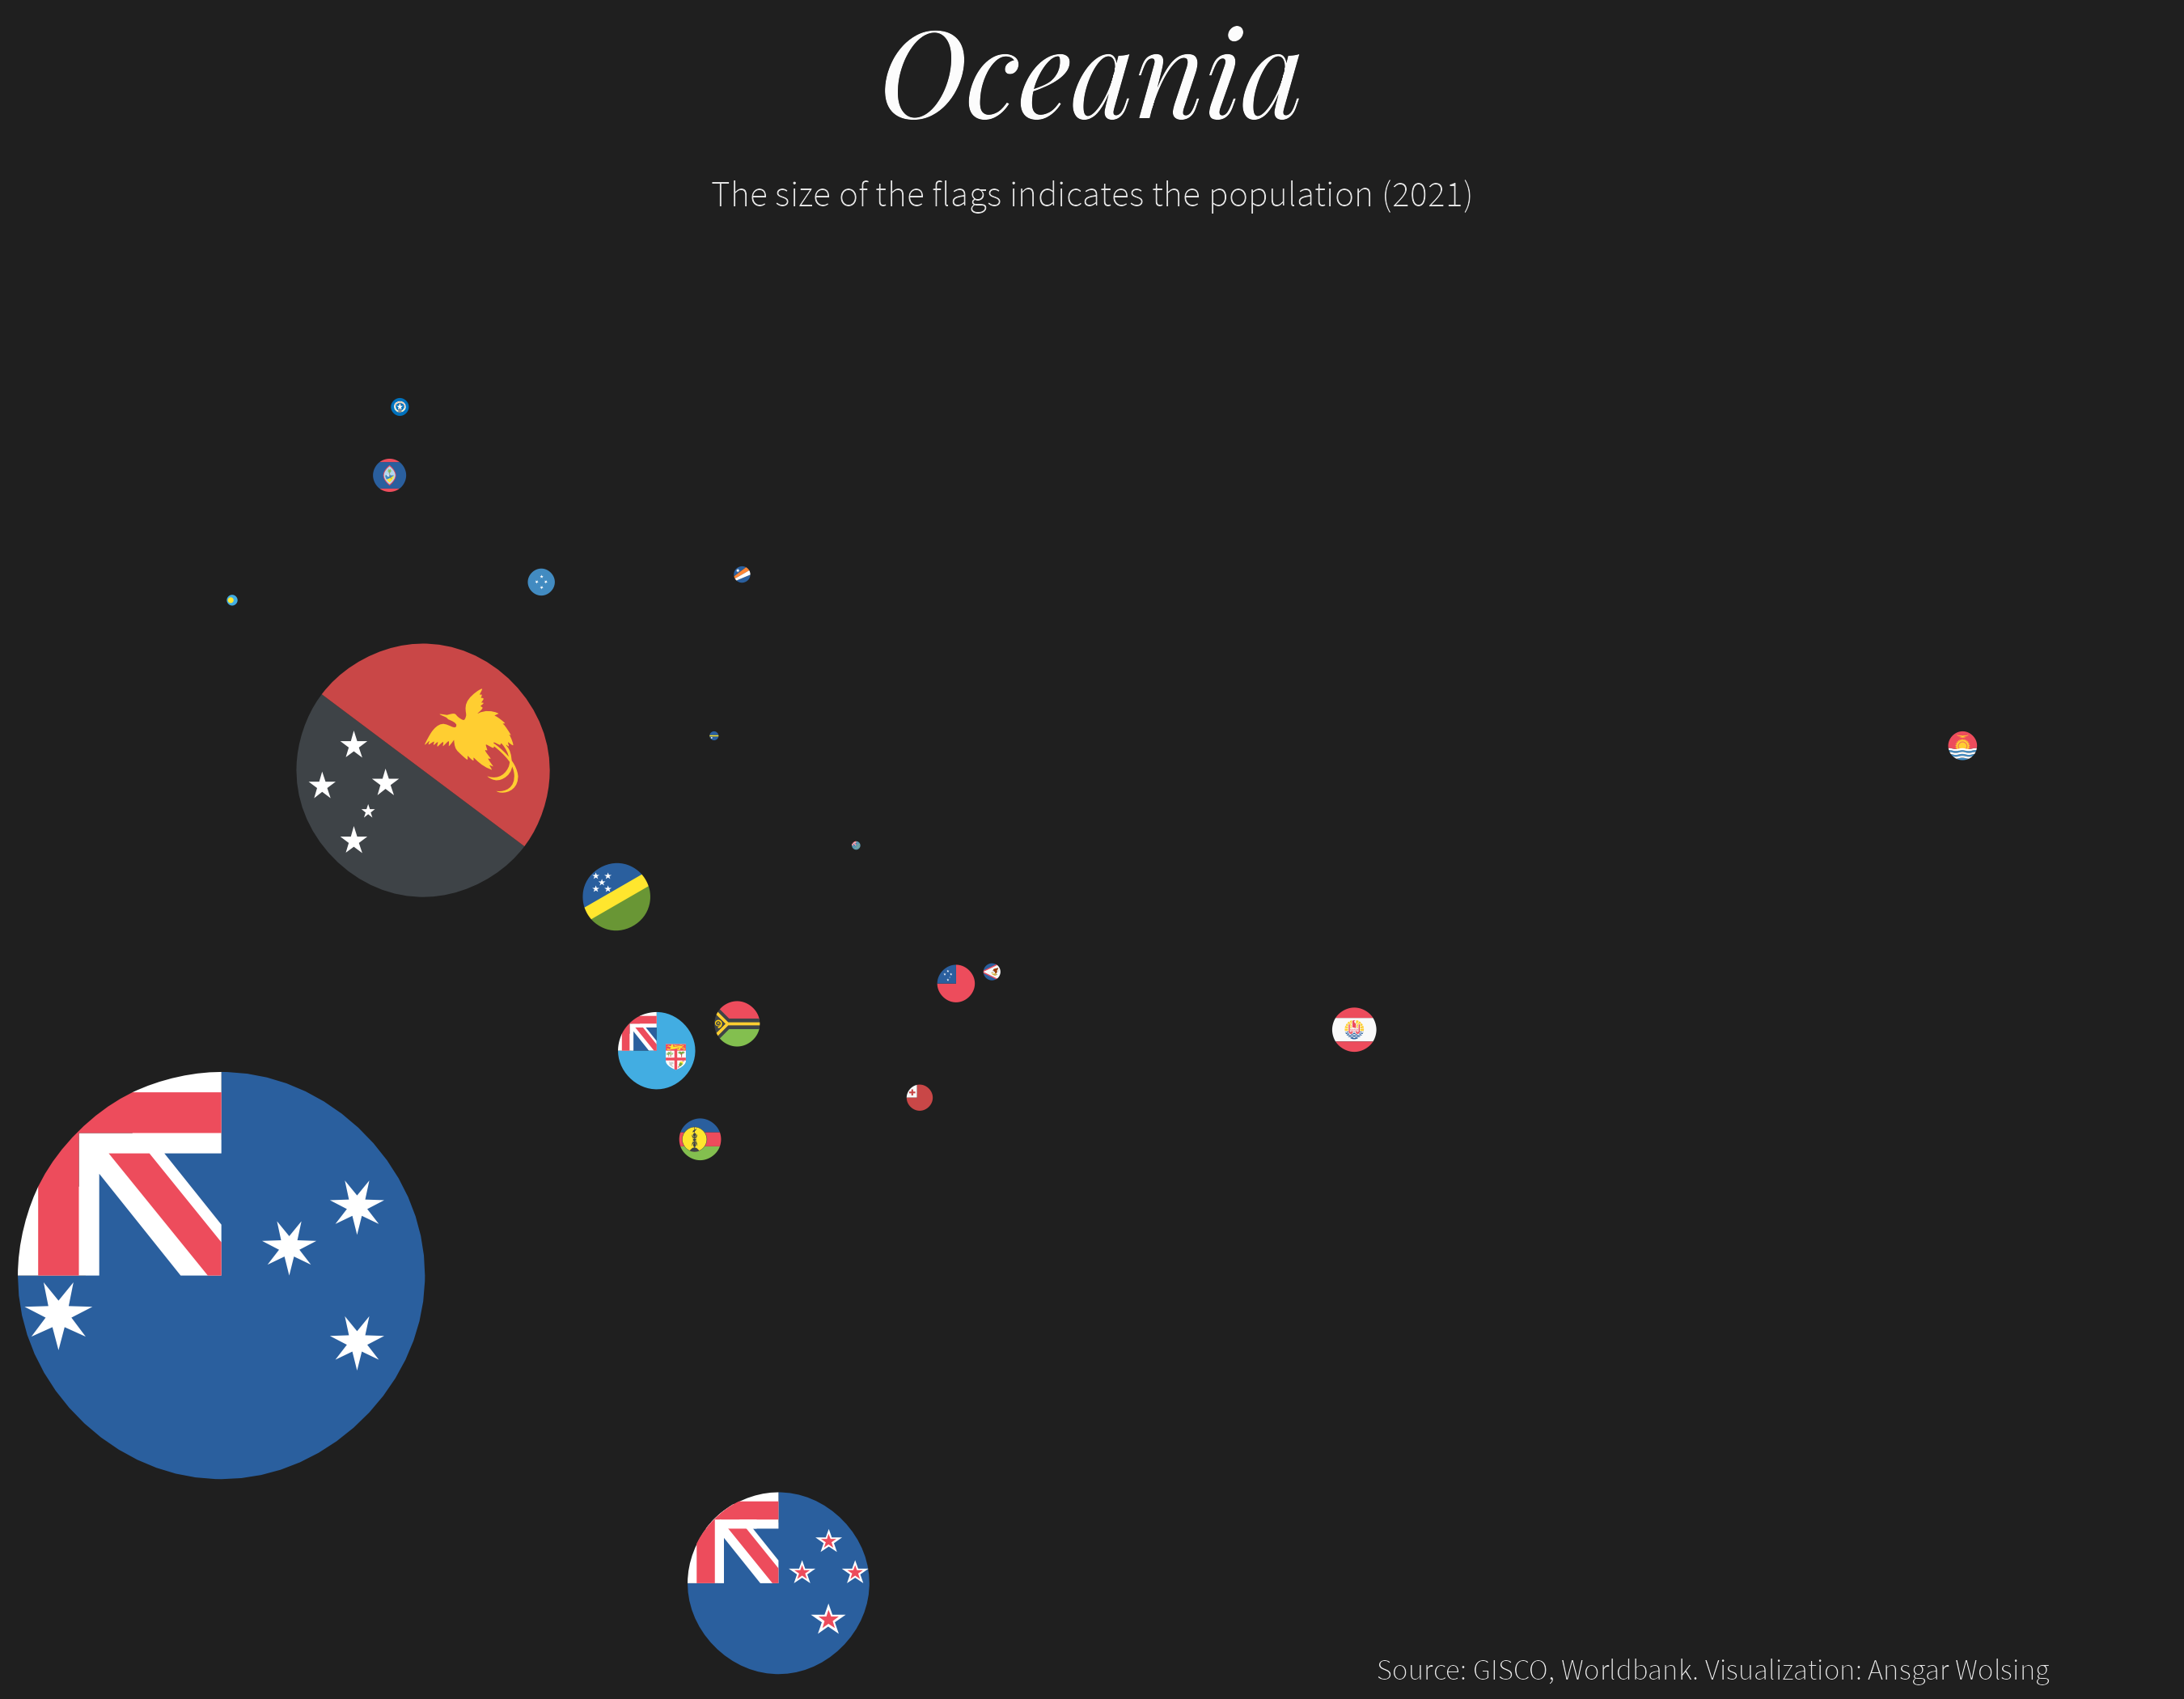 Oceania
The size of the flags indicates the population (2021)
Source: GISCO, Worldbank. Visualization: Ansgar Wolsing